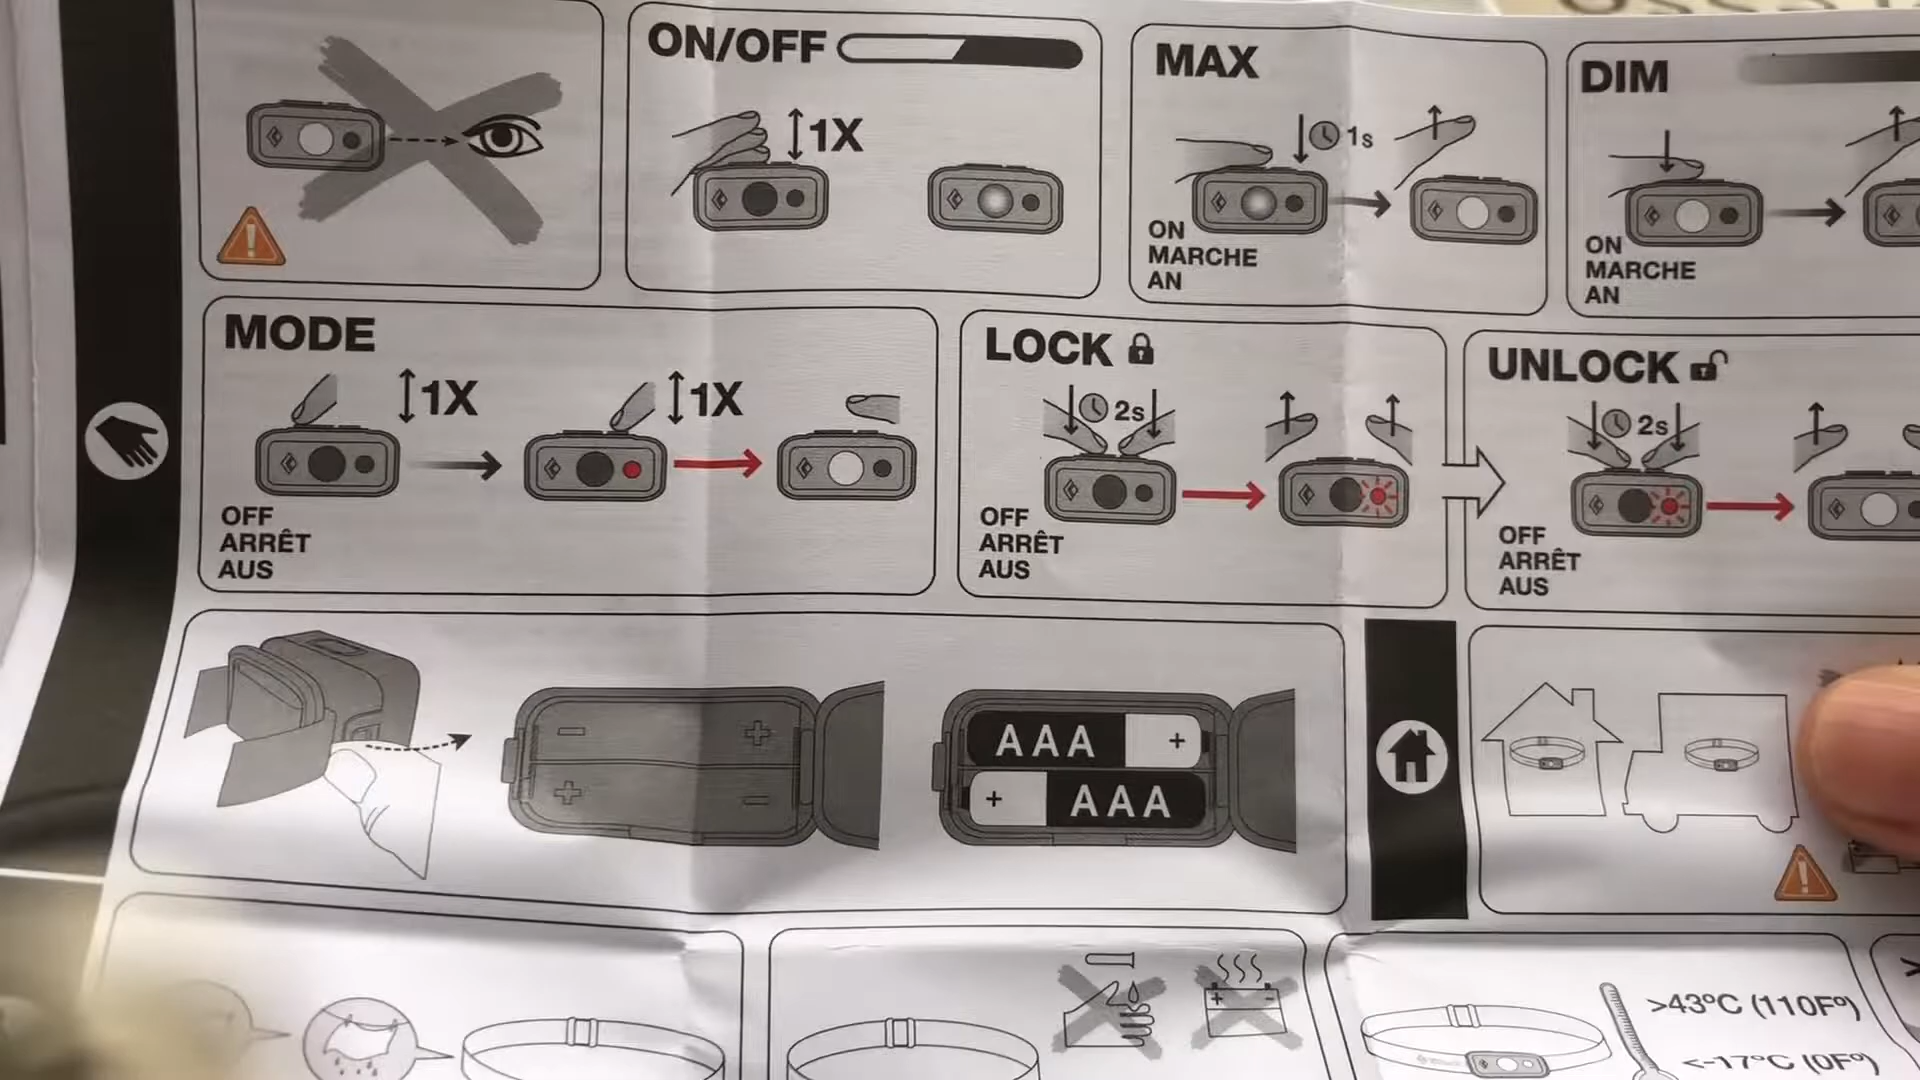 ON/OFF
1X
MAX
1s
ON
MARCHE
AN
DIM
ON
MARCHE
AN
MODE
1X
1X
OFF
ARRÊT
AUS
LOCK
2s
OFF
ARRÊT
AUS
UNLOCK
2s
OFF
ARRÊT
AUS
- +
+ -
AAA +
+ AAA
+ -
>43°C (110F°)
<-17°C (0F°)